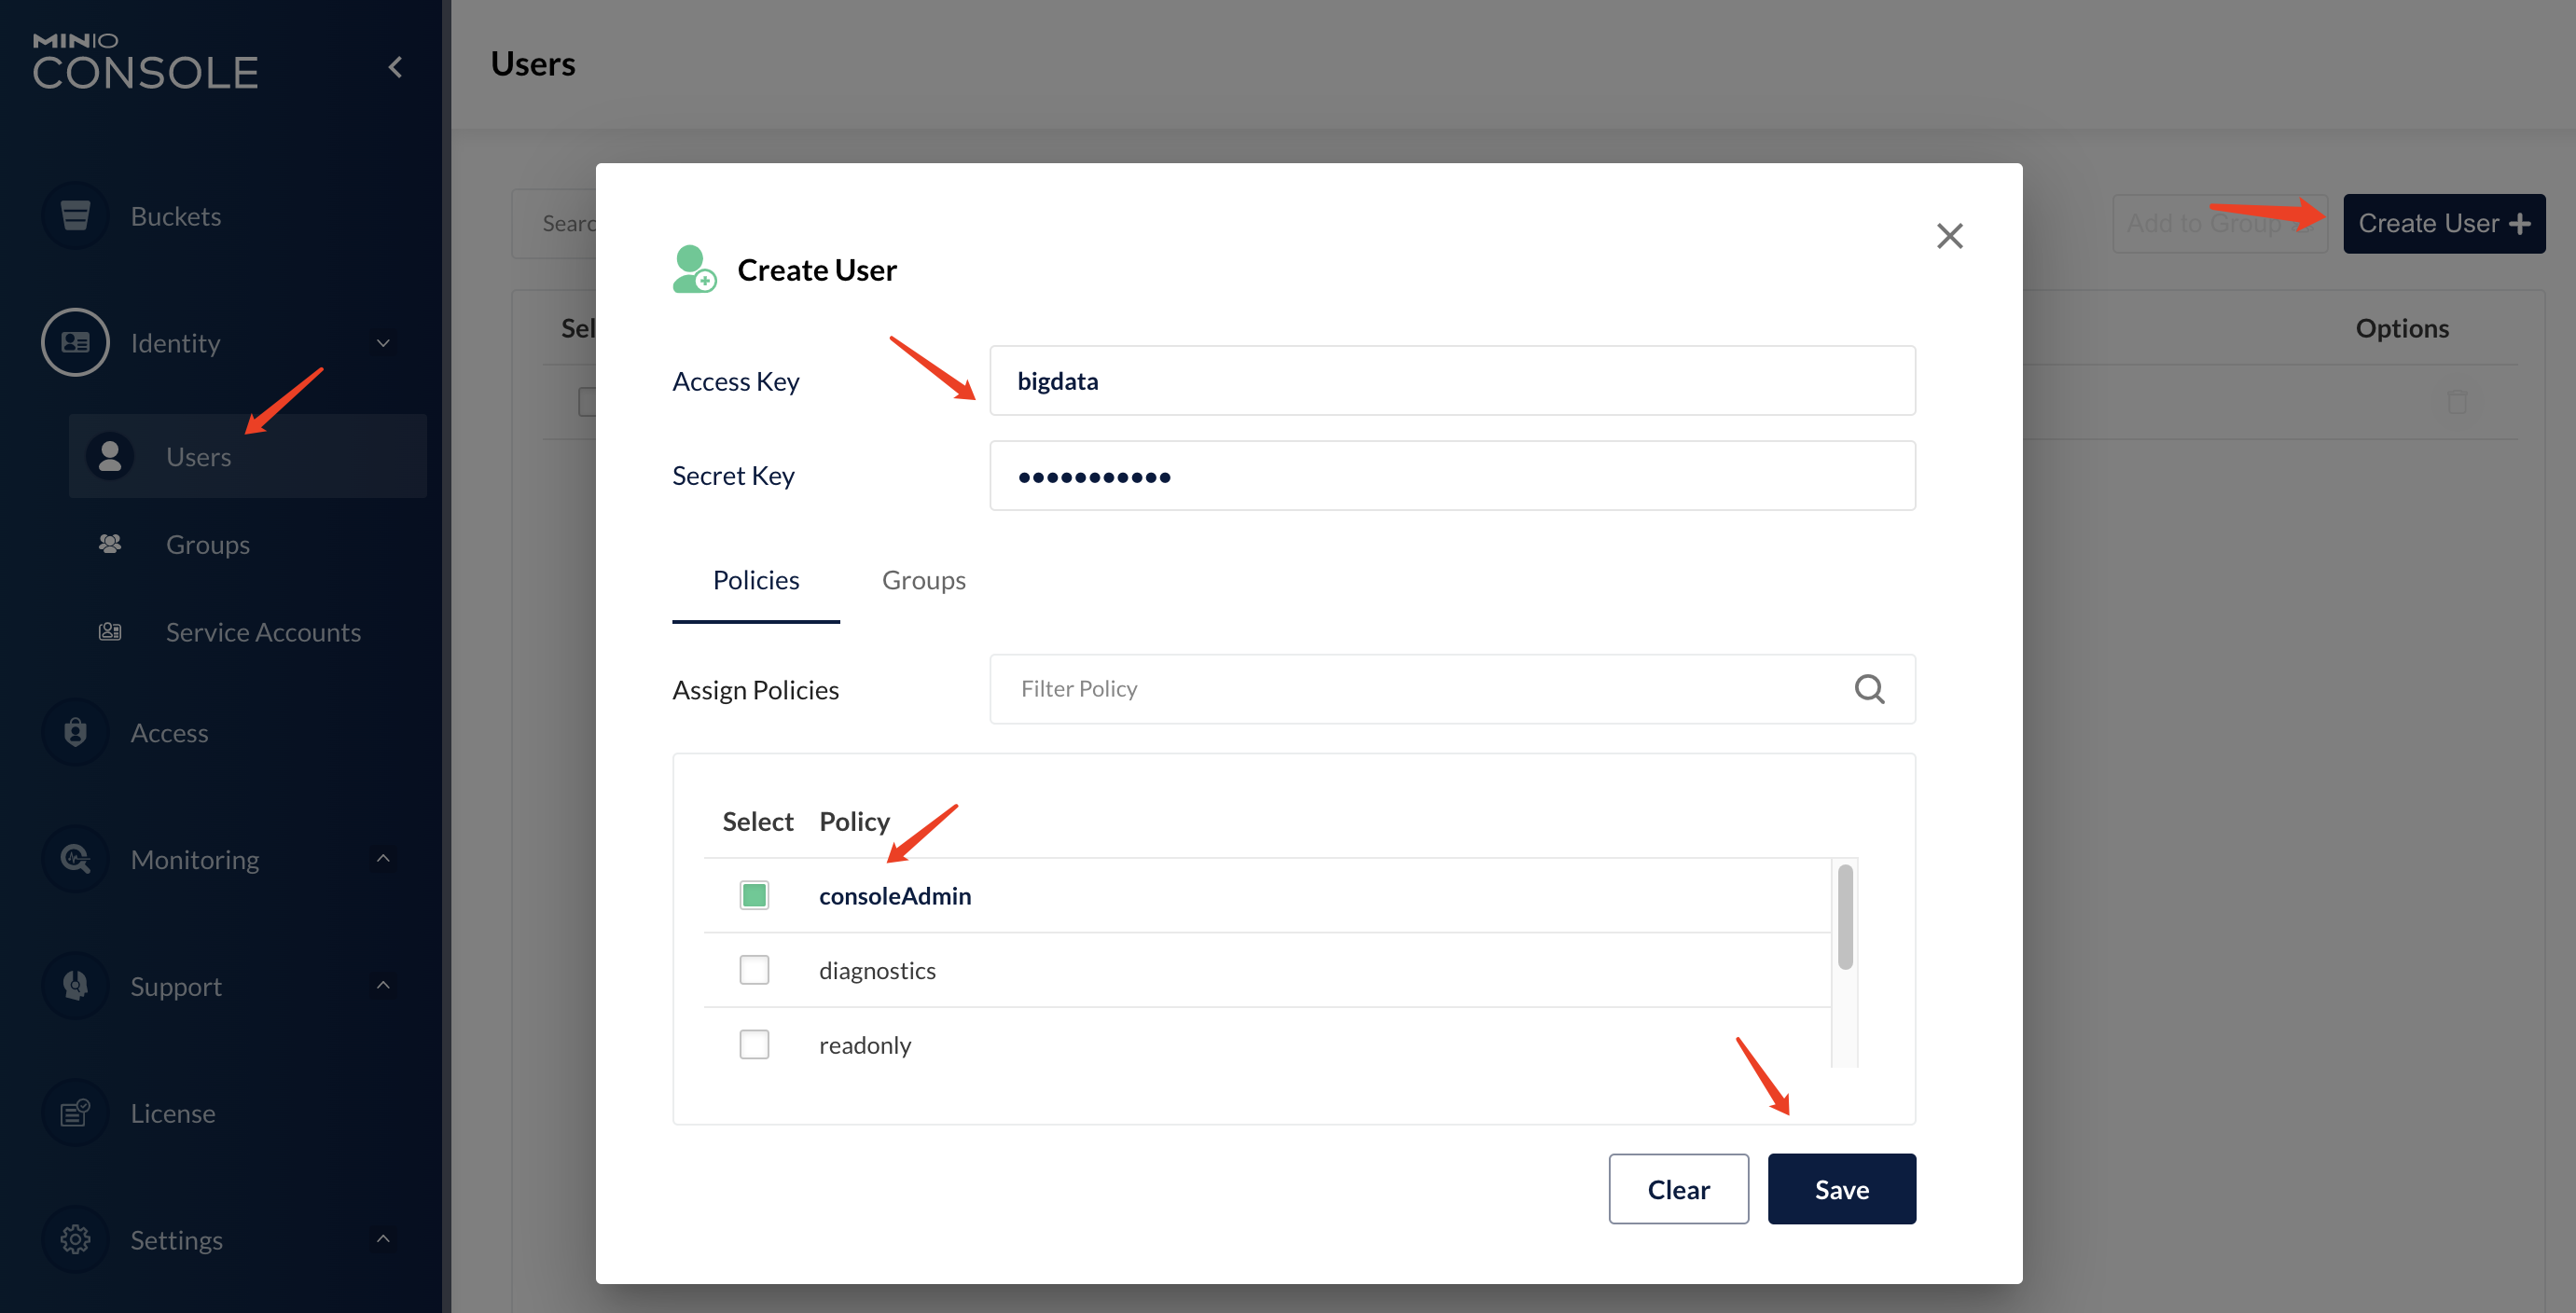 MINIO
CONSOLE
Buckets
Identity
Users
Groups
Service Accounts
Access
Monitoring
Support
License
Settings
Users
Add to Group
Create User +
Options
Create User
Access Key
bigdata
Secret Key
•••••••••••
Policies
Groups
Assign Policies
Filter Policy
Select Policy
consoleAdmin
diagnostics
readonly
Clear
Save